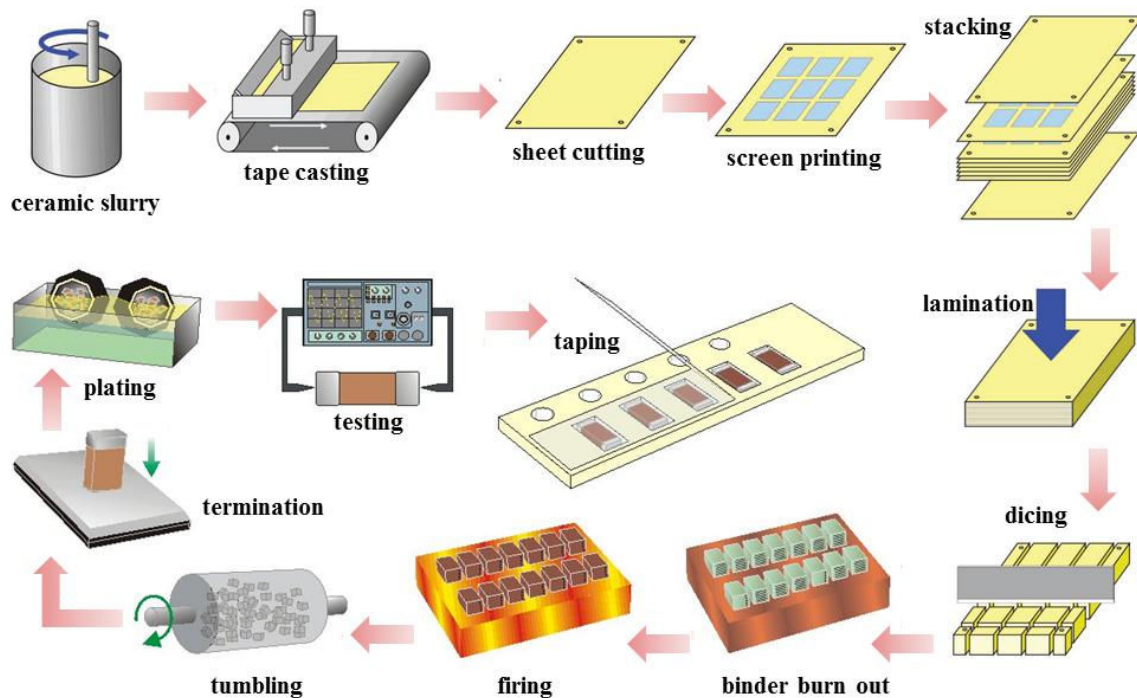 ceramic slurry
tape casting
sheet cutting
screen printing
stacking
lamination
dicing
binder burn out
firing
tumbling
termination
plating
testing
taping